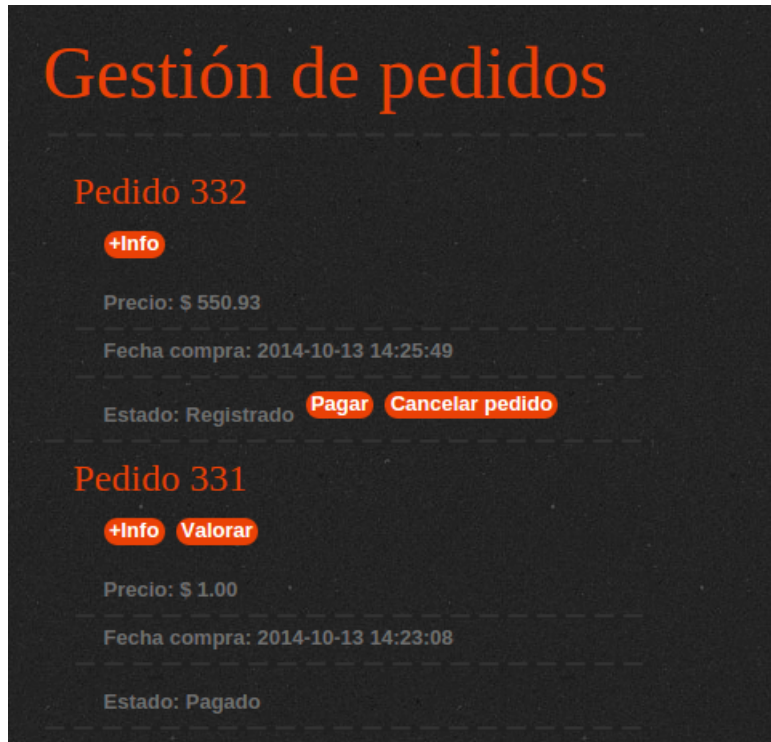 Gestión de pedidos
Pedido 332
+Info
Precio: $ 550.93
Fecha compra: 2014-10-13 14:25:49
Estado: Registrado Pagar Cancelar pedido
Pedido 331
+Info Valorar
Precio: $ 1.00
Fecha compra: 2014-10-13 14:23:08
Estado: Pagado